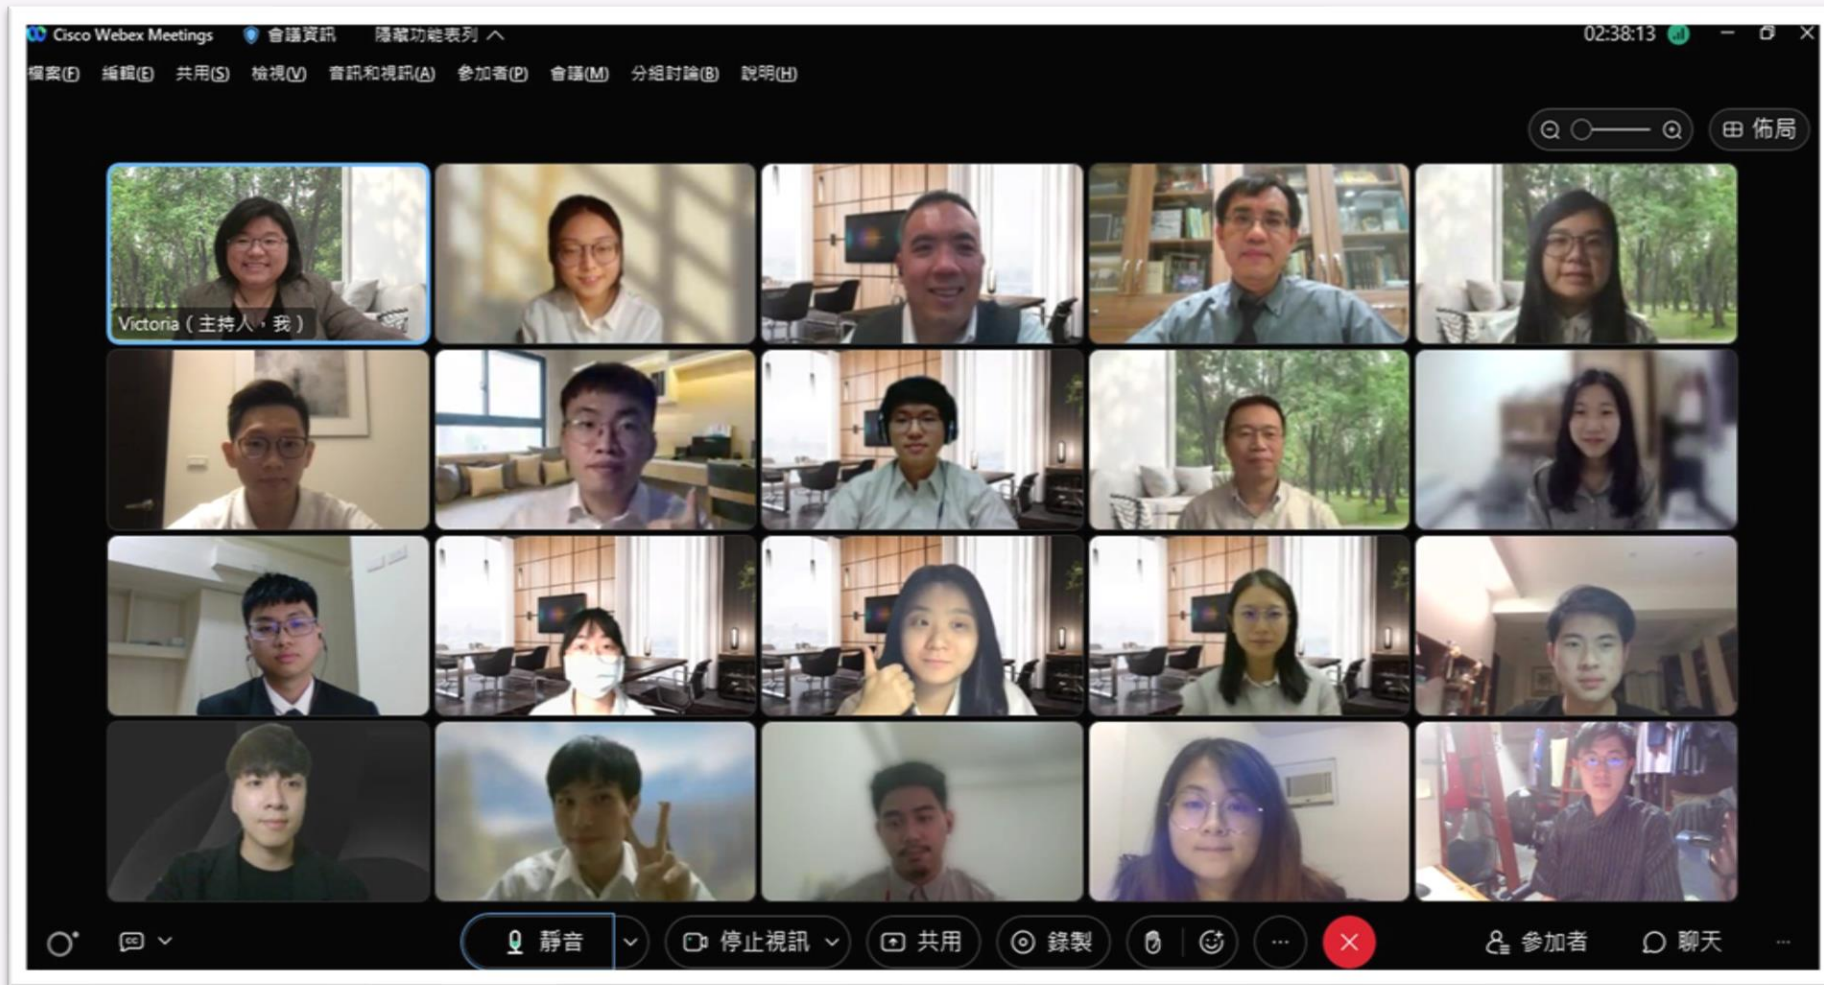 Cisco Webex Meetings 會議資訊 隱藏功能表列 02:38:13
檔案(F) 編輯(E) 共用(S) 檢視(V) 音訊和視訊(A) 參加者(P) 會議(M) 分組討論(B) 說明(H)
佈局
Victoria（主持人，我）
CC 靜音 停止視訊 共用 錄製 參加者 聊天